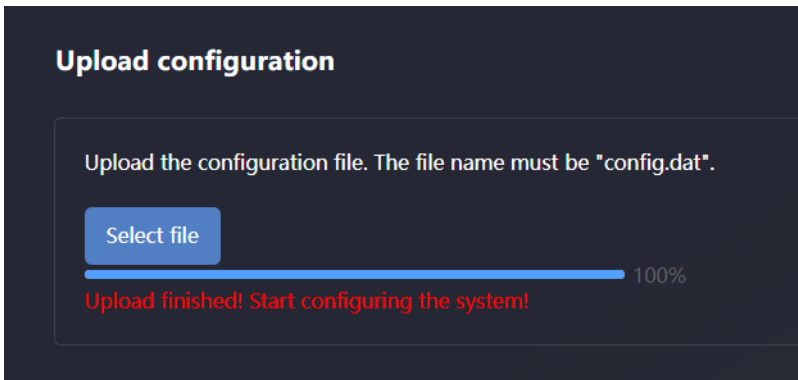 Upload configuration
Upload the configuration file. The file name must be "config.dat".
Select file
100%
Upload finished! Start configuring the system!